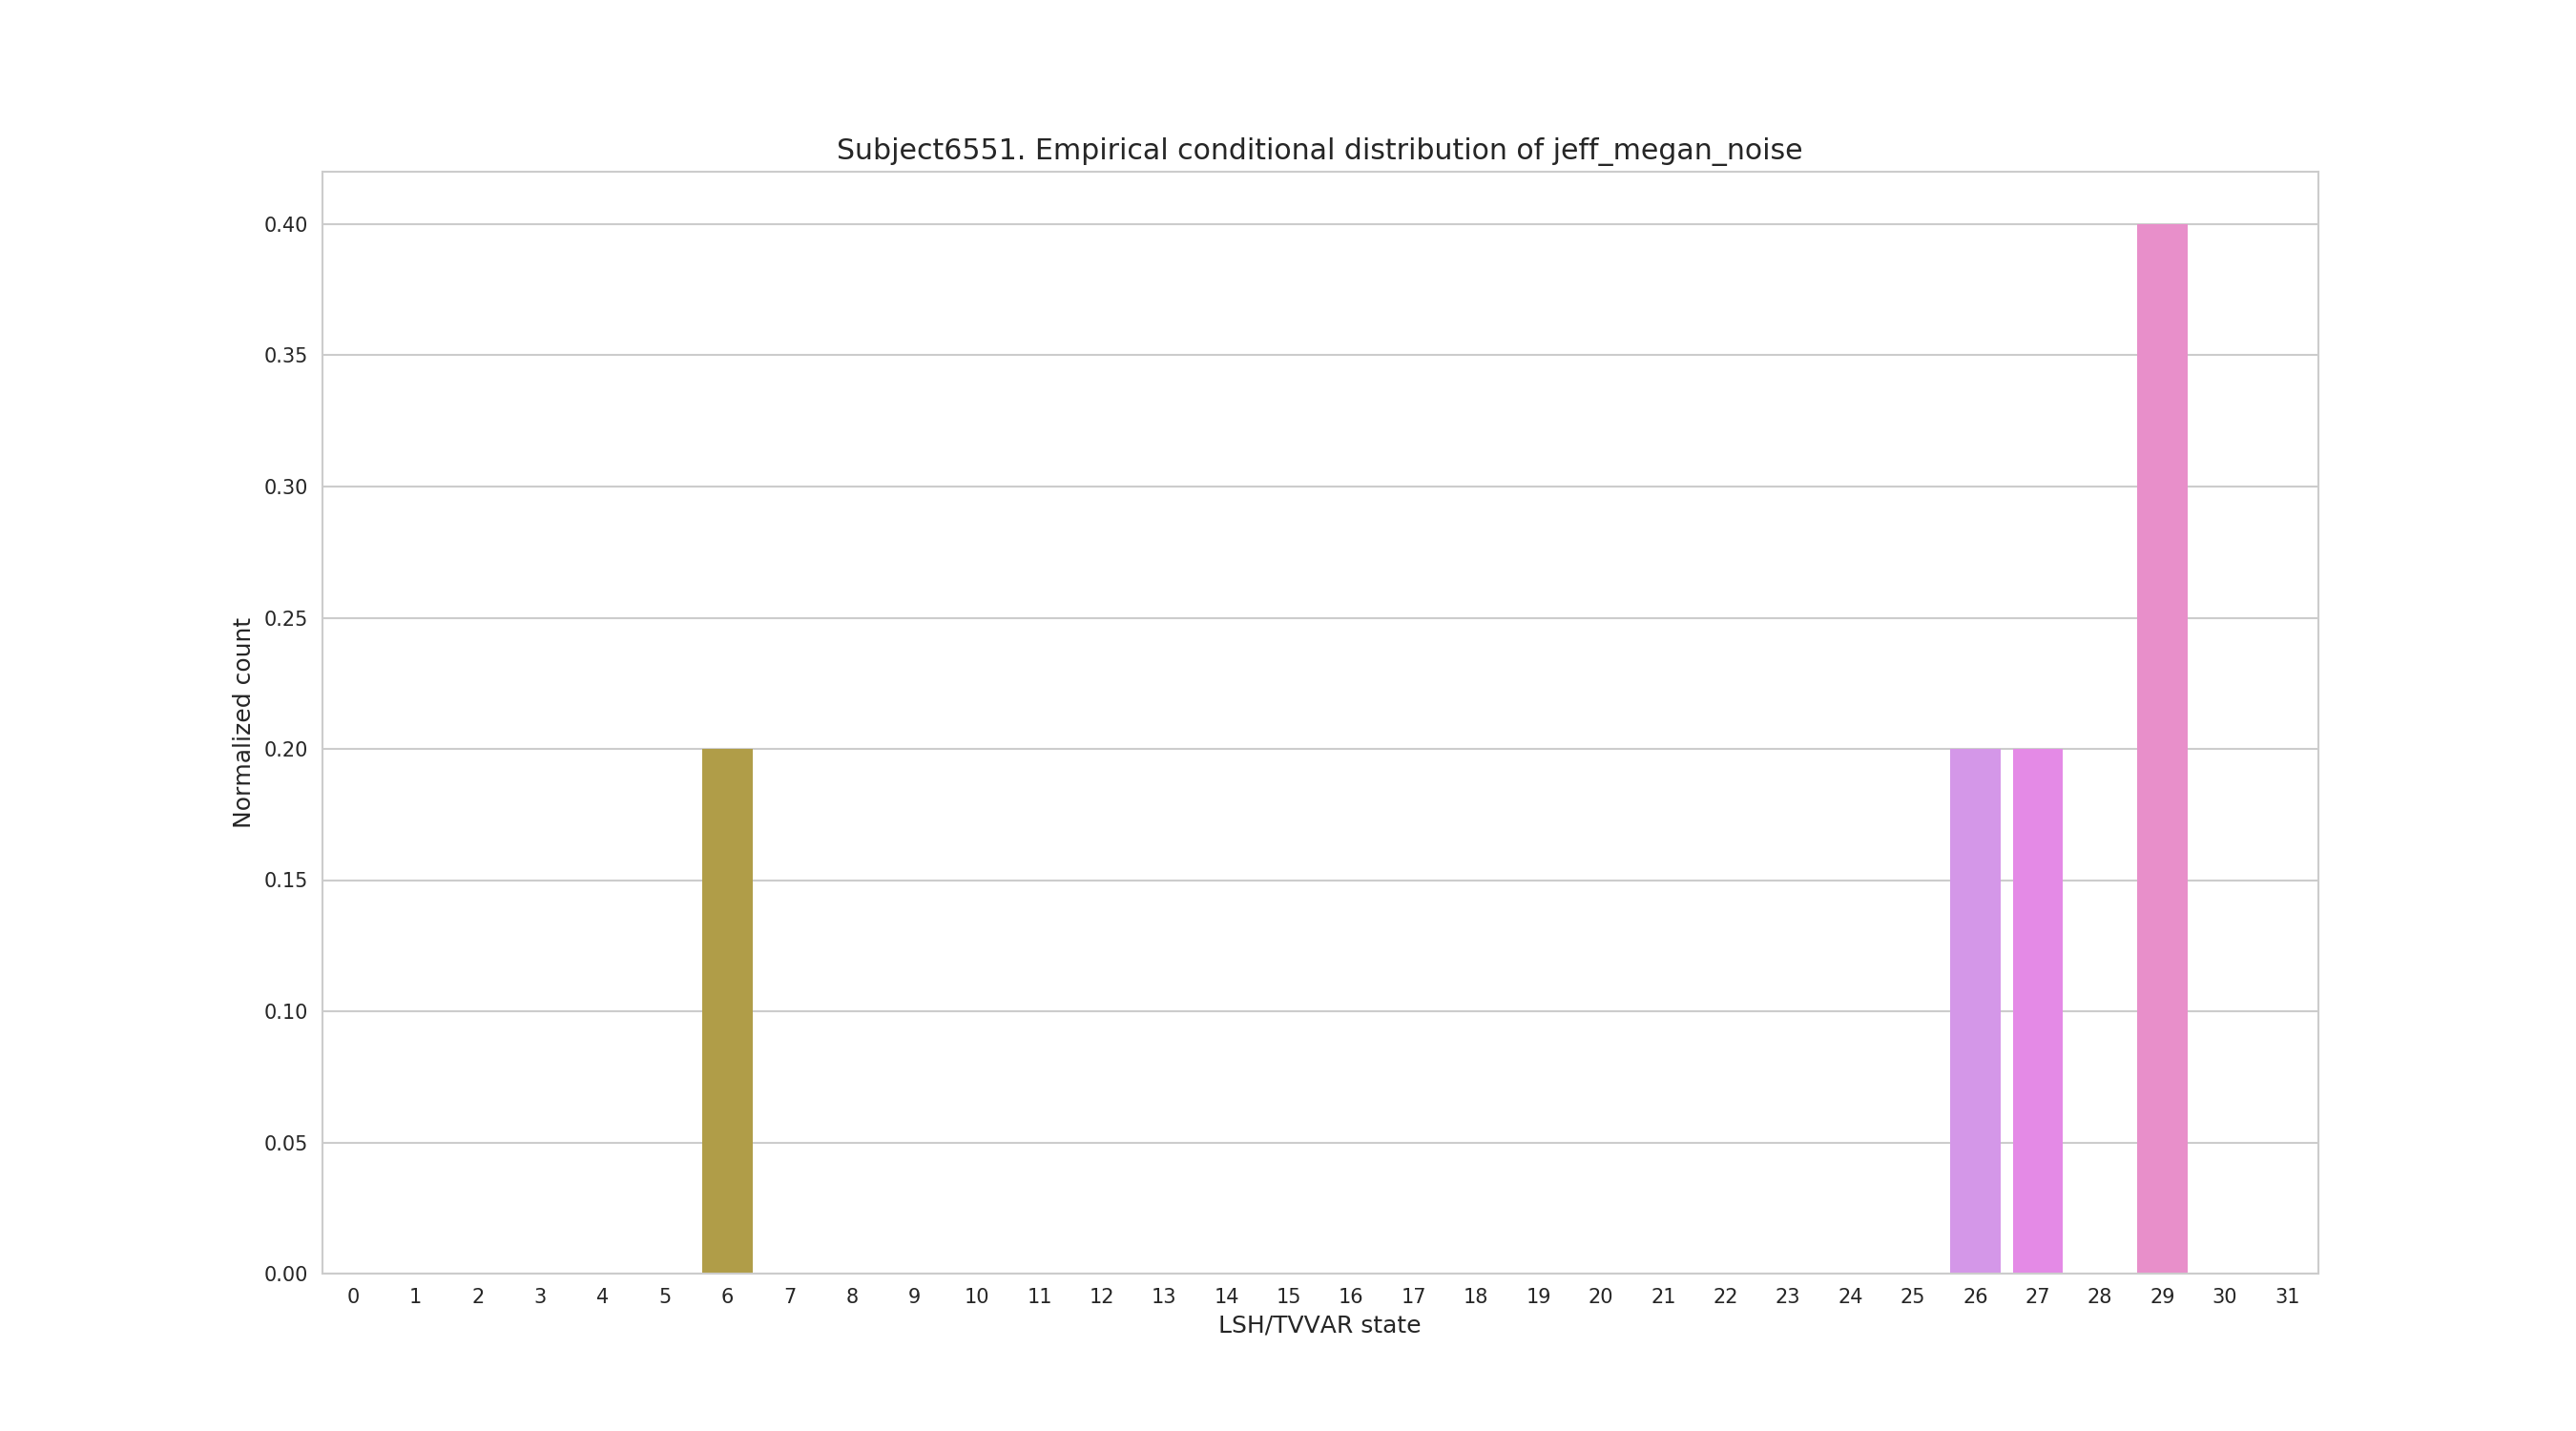 Subject6551. Empirical conditional distribution of jeff_megan_noise
0.40
0.35
0.30
0.25
0.20
0.15
0.10
0.05
0.00
Normalized count
0 1 2 3 4 5 6 7 8 9 10 11 12 13 14 15 16 17 18 19 20 21 22 23 24 25 26 27 28 29 30 31
LSH/TVVAR state